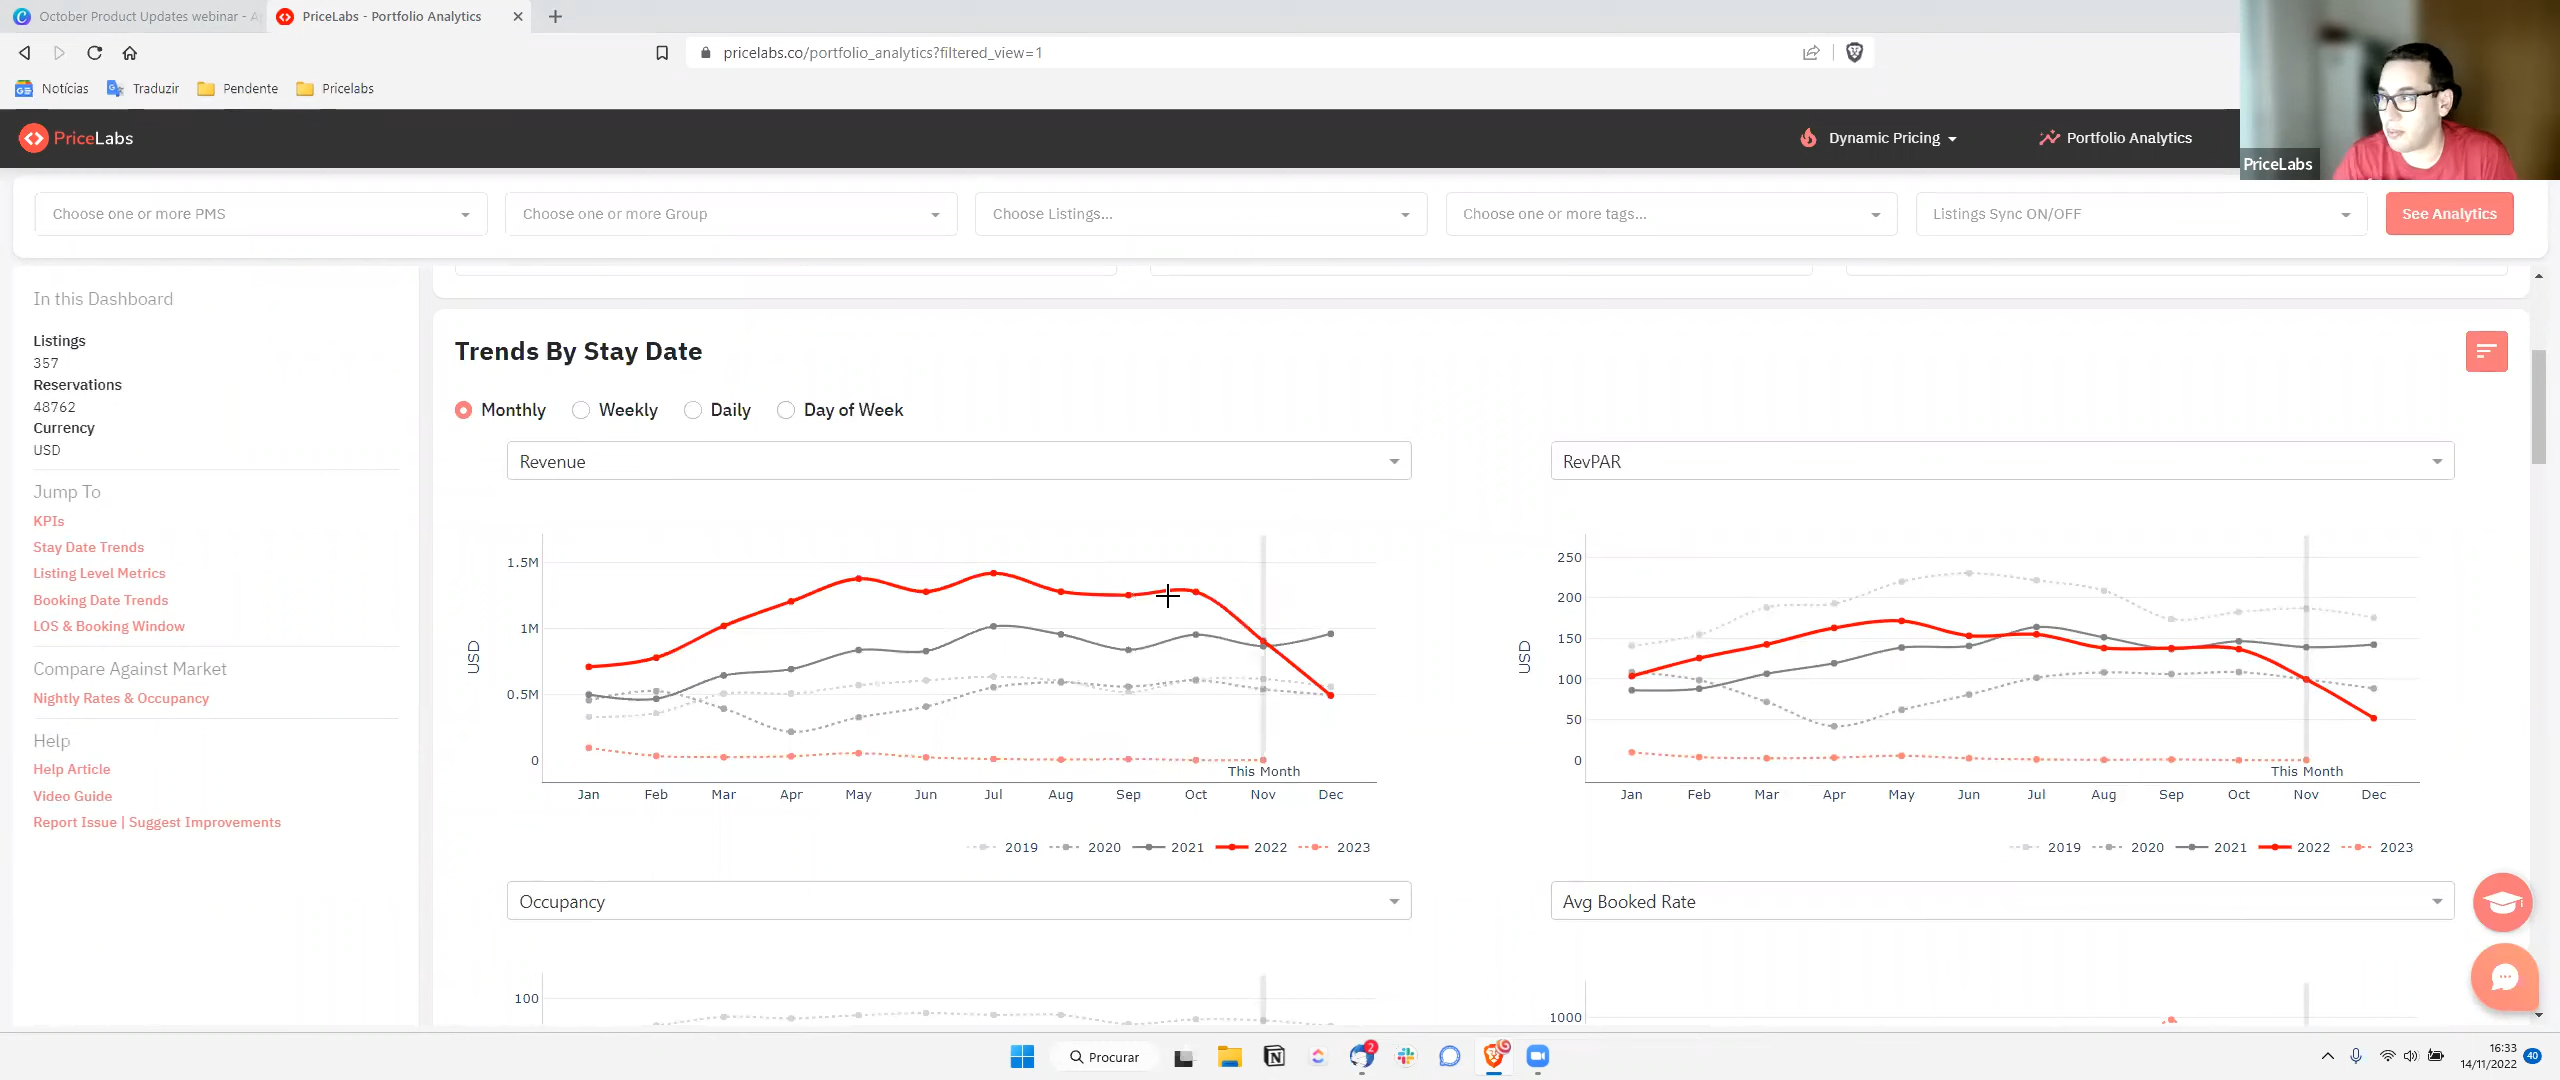 October Product Updates webinar - A
PriceLabs - Portfolio Analytics
pricelabs.co/portfolio_analytics?filtered_view=1
Notícias
Traduzir
Pendente
Pricelabs
PriceLabs
Dynamic Pricing
Portfolio Analytics
PriceLabs
Choose one or more PMS
Choose one or more Group
Choose Listings...
Choose one or more tags...
Listings Sync ON/OFF
See Analytics
In this Dashboard
Listings
357
Reservations
48762
Currency
USD
Jump To
KPIs
Stay Date Trends
Listing Level Metrics
Booking Date Trends
LOS & Booking Window
Compare Against Market
Nightly Rates & Occupancy
Help
Help Article
Video Guide
Report Issue | Suggest Improvements
Trends By Stay Date
Monthly
Weekly
Daily
Day of Week
Revenue
USD
1.5M
1M
0.5M
0
This Month
Jan Feb Mar Apr May Jun Jul Aug Sep Oct Nov Dec
2019 2020 2021 2022 2023
RevPAR
USD
250
200
150
100
50
0
This Month
Jan Feb Mar Apr May Jun Jul Aug Sep Oct Nov Dec
2019 2020 2021 2022 2023
Occupancy
100
Avg Booked Rate
1000
Procurar
2
16:33
14/11/2022
40